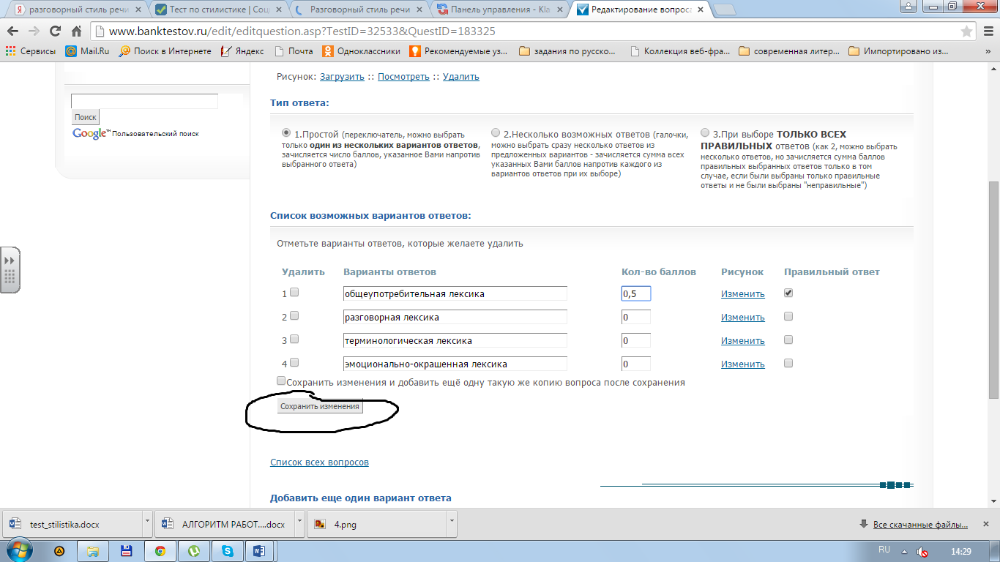 разговорный стиль речи
Тест по стилистике | Соц
Разговорный стиль речи
Панель управления - Kla
Редактирование вопроса
www.banktestov.ru/edit/editquestion.asp?TestID=32533&QuestID=183325
Сервисы
Mail.Ru
Поиск в Интернете
Яндекс
Почта
Одноклассники
Рекомендуемые уз...
задания по русско...
Коллекция веб-фра...
современная литер...
Импортировано из...
»
Рисунок: Загрузить :: Посмотреть :: Удалить
Поиск
Google™ Пользовательский поиск
Тип ответа:
1.Простой (переключатель, можно выбрать
только один из нескольких вариантов ответов,
зачисляется число баллов, указанное Вами напротив
выбранного ответа)
2.Несколько возможных ответов (галочки,
можно выбрать сразу несколько ответов из
предложенных вариантов - зачисляется сумма всех
указанных Вами баллов напротив каждого из
вариантов ответов при их выборе)
3.При выборе ТОЛЬКО ВСЕХ
ПРАВИЛЬНЫХ ответов (как 2, можно выбрать
несколько ответов, но зачисляется сумма баллов
правильных выбранных ответов только в том
случае, если были выбраны только правильные
ответы и не были выбраны "неправильные")
Список возможных вариантов ответов:
Отметьте варианты ответов, которые желаете удалить
Удалить Варианты ответов Кол-во баллов Рисунок Правильный ответ
1 общеупотребительная лексика 0,5 Изменить
2 разговорная лексика 0 Изменить
3 терминологическая лексика 0 Изменить
4 эмоционально-окрашенная лексика 0 Изменить
Сохранить изменения и добавить ещё одну такую же копию вопроса после сохранения
Сохранить изменения
Список всех вопросов
Добавить еще один вариант ответа
test_stilistika.docx
АЛГОРИТМ РАБОТ....docx
4.png
Все скачанные файлы...
RU
14:29